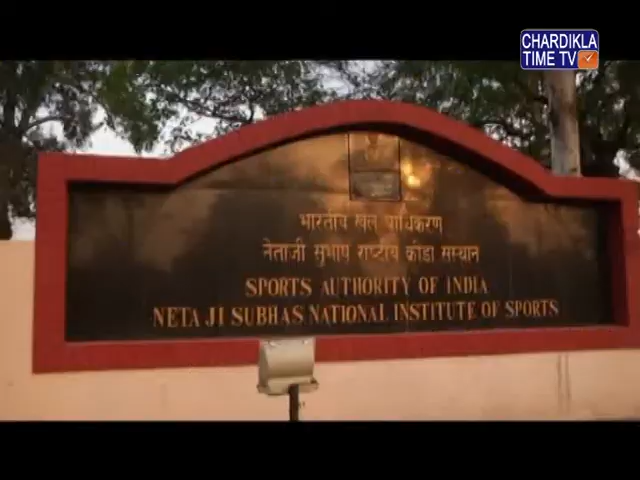 CHARDIKLA
TIME TV
भारतीय खेल प्राधिकरण
नेताजी सुभाष राष्ट्रीय क्रीडा संस्थान
SPORTS AUTHORITY OF INDIA
NETA JI SUBHAS NATIONAL INSTITUTE OF SPORTS